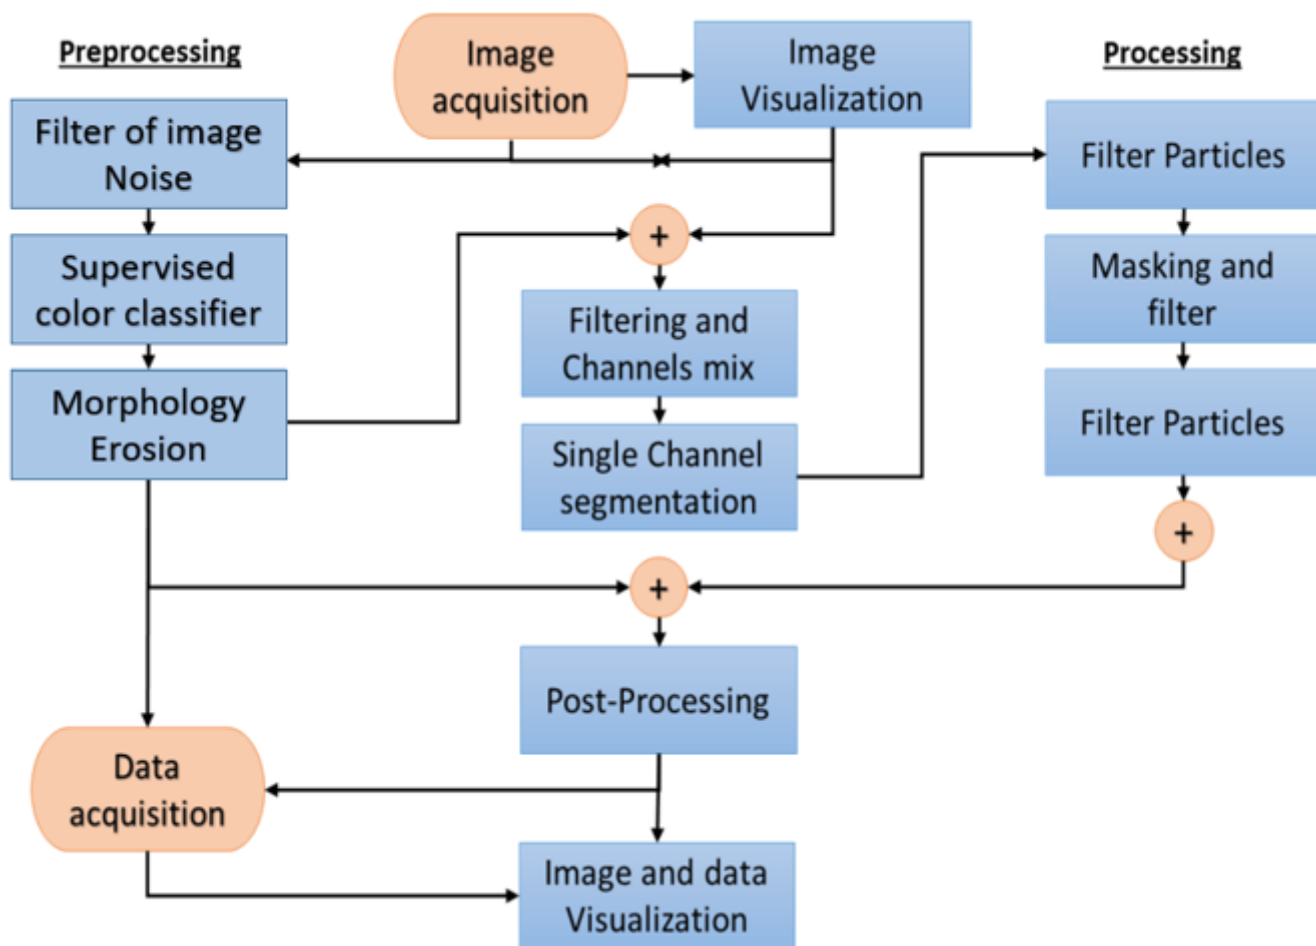 Preprocessing
Image
acquisition
Image
Visualization
Processing
Filter of image
Noise
Filter Particles
+
Supervised
color classifier
Masking and
filter
Filtering and
Channels mix
Morphology
Erosion
Filter Particles
Single Channel
segmentation
+
+
Post-Processing
Data
acquisition
Image and data
Visualization